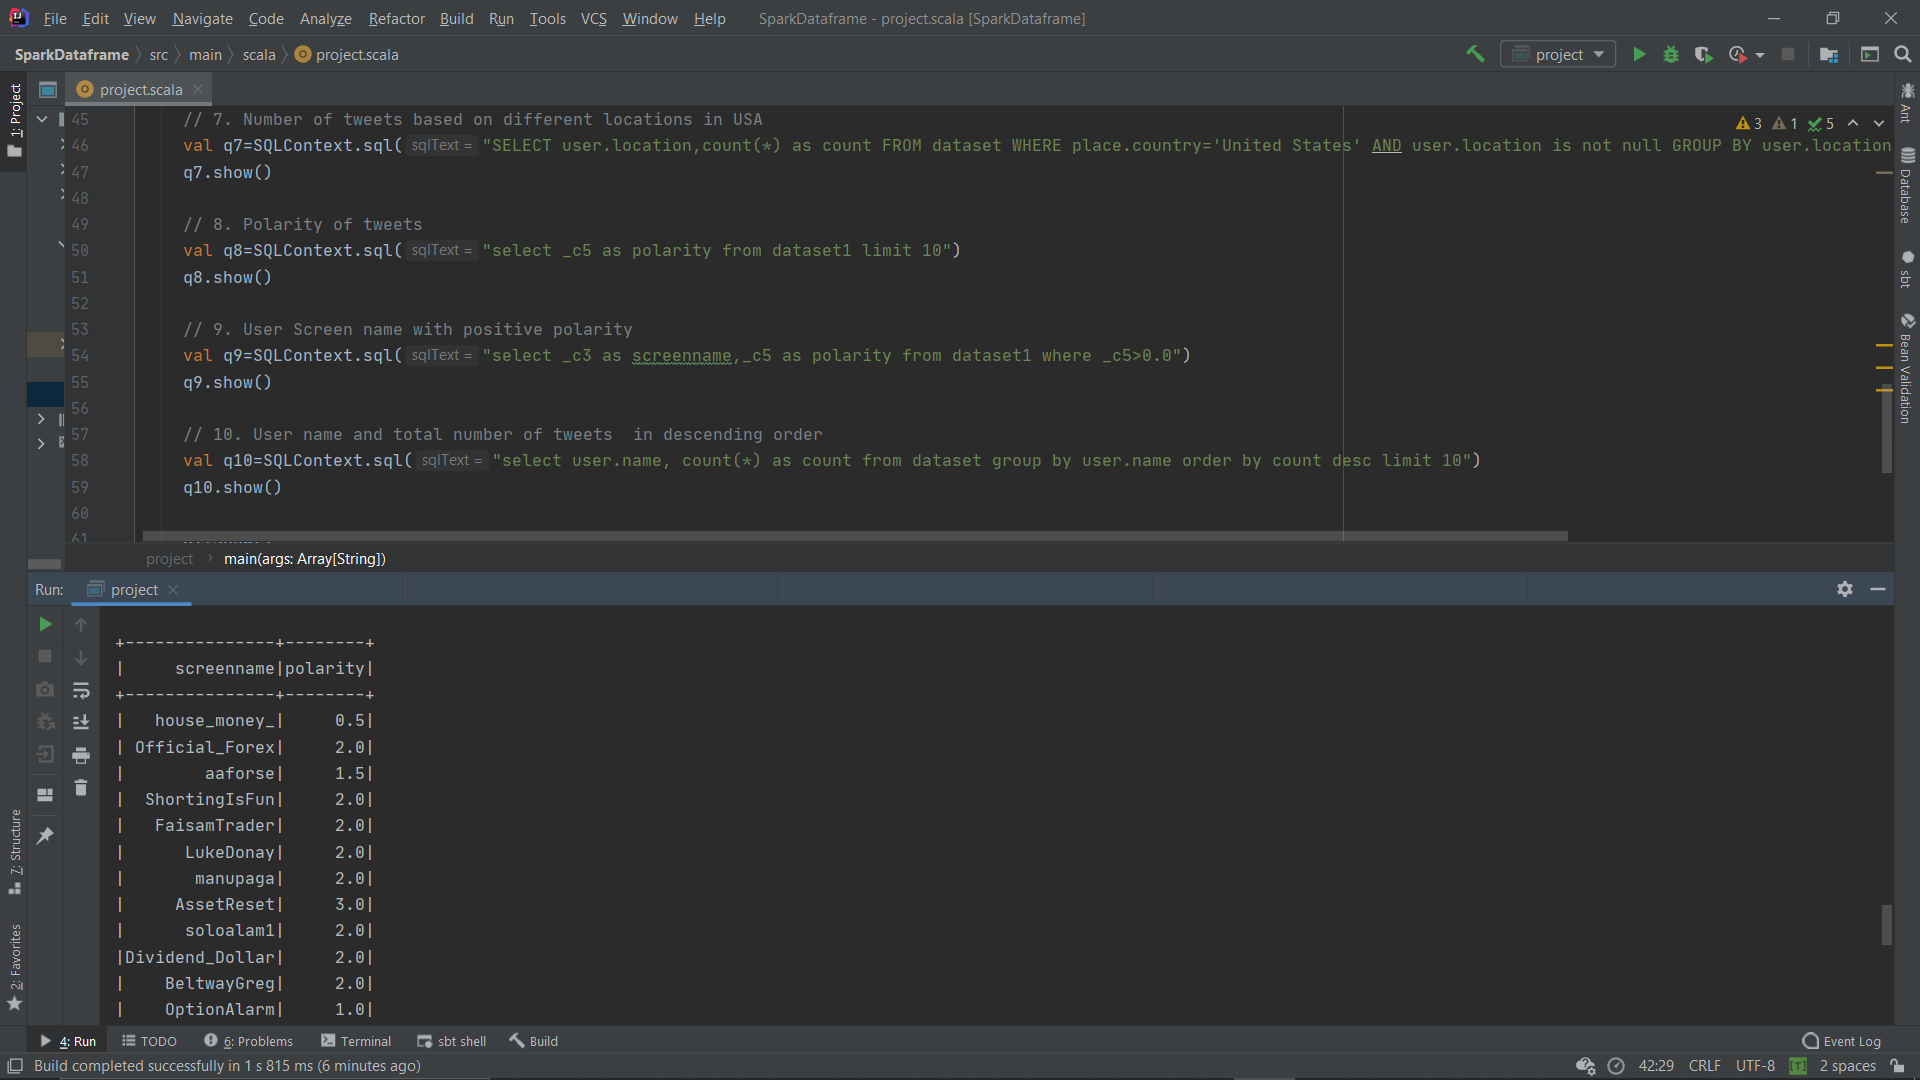 File Edit View Navigate Code Analyze Refactor Build Run Tools VCS Window Help SparkDataframe - project.scala [SparkDataframe]
SparkDataframe src main scala project.scala
project
1: Project
project.scala
Ant
Database
sbt
Bean Validation
3 1 5
45 // 7. Number of tweets based on different locations in USA
46 val q7=SQLContext.sql( sqlText = "SELECT user.location,count(*) as count FROM dataset WHERE place.country='United States' AND user.location is not null GROUP BY user.location
47 q7.show()
48
49 // 8. Polarity of tweets
50 val q8=SQLContext.sql( sqlText = "select _c5 as polarity from dataset1 limit 10")
51 q8.show()
52
53 // 9. User Screen name with positive polarity
54 val q9=SQLContext.sql( sqlText = "select _c3 as screenname,_c5 as polarity from dataset1 where _c5>0.0")
55 q9.show()
56
57 // 10. User name and total number of tweets  in descending order
58 val q10=SQLContext.sql( sqlText = "select user.name, count(*) as count from dataset group by user.name order by count desc limit 10")
59 q10.show()
60
61
project main(args: Array[String])
Run: project
+---------------+--------+
|     screenname|polarity|
+---------------+--------+
|   house_money_|     0.5|
| Official_Forex|     2.0|
|        aaforse|     1.5|
|  ShortingIsFun|     2.0|
|   FaisamTrader|     2.0|
|      LukeDonay|     2.0|
|       manupaga|     2.0|
|     AssetReset|     3.0|
|      soloalam1|     2.0|
|Dividend_Dollar|     2.0|
|    BeltwayGreg|     2.0|
|    OptionAlarm|     1.0|
7: Structure
2: Favorites
4: Run TODO 6: Problems Terminal sbt shell Build Event Log
Build completed successfully in 1 s 815 ms (6 minutes ago) 42:29 CRLF UTF-8 [T] 2 spaces